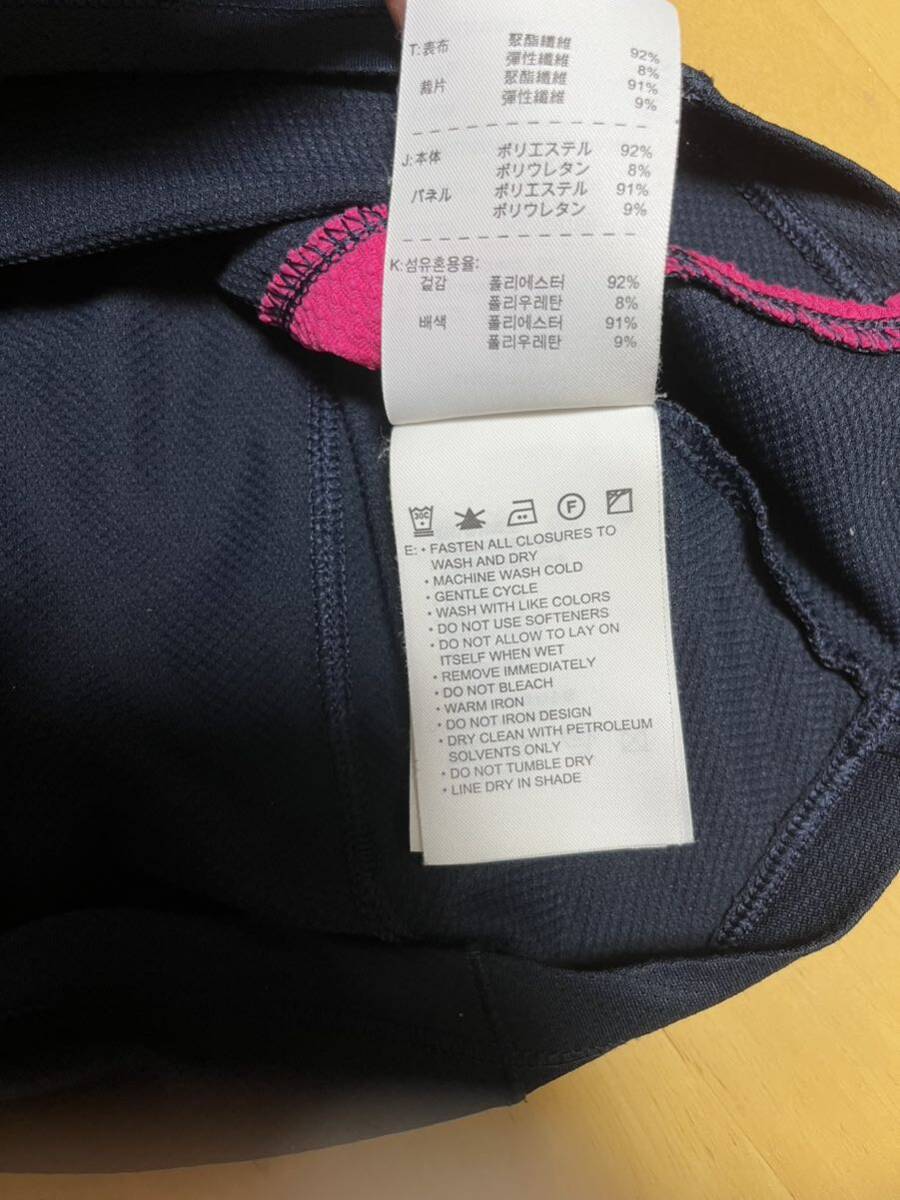 T:表布 聚酯纖維 92%
彈性纖維 8%
裁片 聚酯纖維 91%
彈性纖維 9%
J:本体 ポリエステル 92%
ポリウレタン 8%
パネル ポリエステル 91%
ポリウレタン 9%
K:섬유혼용율:
겉감 폴리에스터 92%
폴리우레탄 8%
배색 폴리에스터 91%
폴리우레탄 9%
30C F
E: • FASTEN ALL CLOSURES TO
WASH AND DRY
• MACHINE WASH COLD
• GENTLE CYCLE
• WASH WITH LIKE COLORS
• DO NOT USE SOFTENERS
• DO NOT ALLOW TO LAY ON
ITSELF WHEN WET
• REMOVE IMMEDIATELY
• DO NOT BLEACH
• WARM IRON
• DO NOT IRON DESIGN
• DRY CLEAN WITH PETROLEUM
SOLVENTS ONLY
• DO NOT TUMBLE DRY
• LINE DRY IN SHADE